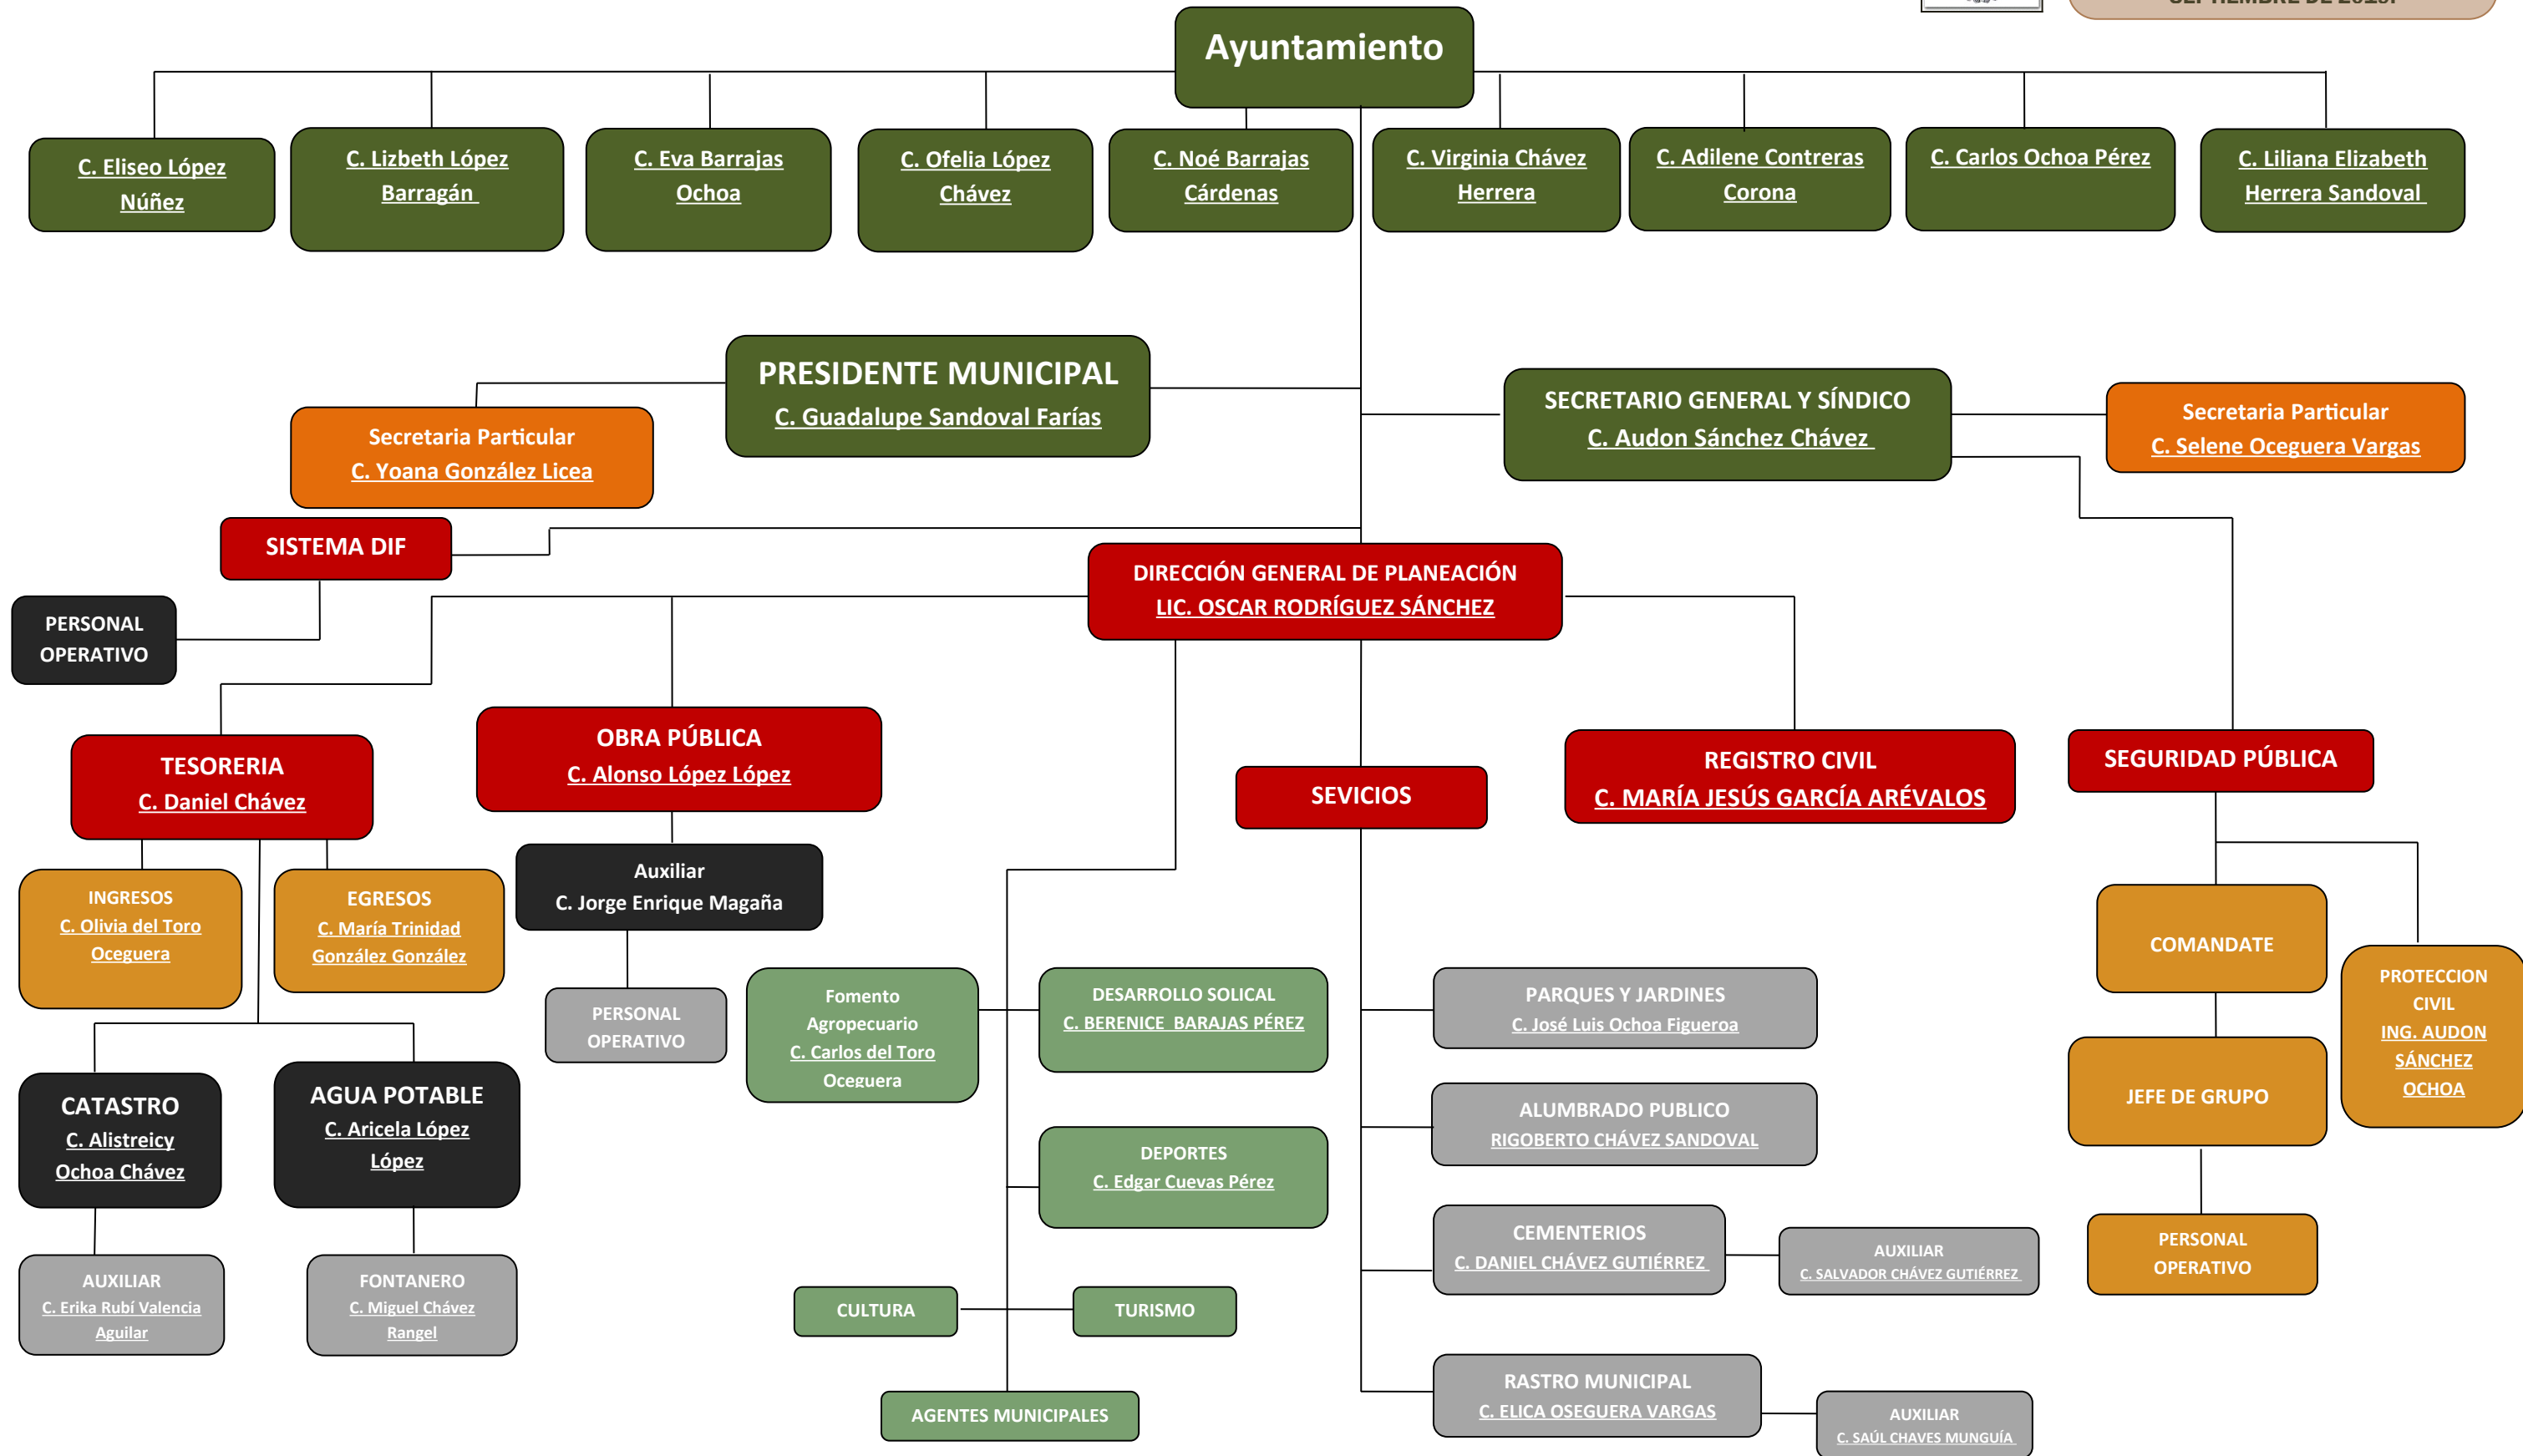 SEPTIEMBRE DE 2018.
Ayuntamiento
C. Eliseo López
Núñez
C. Lizbeth López
Barragán
C. Eva Barrajas
Ochoa
C. Ofelia López
Chávez
C. Noé Barrajas
Cárdenas
C. Virginia Chávez
Herrera
C. Adilene Contreras
Corona
C. Carlos Ochoa Pérez
C. Liliana Elizabeth
Herrera Sandoval
PRESIDENTE MUNICIPAL
C. Guadalupe Sandoval Farías
SECRETARIO GENERAL Y SÍNDICO
C. Audon Sánchez Chávez
Secretaria Particular
C. Selene Oceguera Vargas
Secretaria Particular
C. Yoana González Licea
SISTEMA DIF
DIRECCIÓN GENERAL DE PLANEACIÓN
LIC. OSCAR RODRÍGUEZ SÁNCHEZ
PERSONAL
OPERATIVO
TESORERIA
C. Daniel Chávez
OBRA PÚBLICA
C. Alonso López López
SEVICIOS
REGISTRO CIVIL
C. MARÍA JESÚS GARCÍA ARÉVALOS
SEGURIDAD PÚBLICA
INGRESOS
C. Olivia del Toro
Oceguera
EGRESOS
C. María Trinidad
González González
Auxiliar
C. Jorge Enrique Magaña
PERSONAL
OPERATIVO
COMANDATE
PROTECCION
CIVIL
ING. AUDON
SÁNCHEZ
OCHOA
Fomento
Agropecuario
C. Carlos del Toro
Oceguera
DESARROLLO SOLICAL
C. BERENICE BARAJAS PÉREZ
PARQUES Y JARDINES
C. José Luis Ochoa Figueroa
CATASTRO
C. Alistreicy
Ochoa Chávez
AGUA POTABLE
C. Aricela López
López
ALUMBRADO PUBLICO
RIGOBERTO CHÁVEZ SANDOVAL
JEFE DE GRUPO
DEPORTES
C. Edgar Cuevas Pérez
CEMENTERIOS
C. DANIEL CHÁVEZ GUTIÉRREZ
AUXILIAR
C. SALVADOR CHÁVEZ GUTIÉRREZ
PERSONAL
OPERATIVO
AUXILIAR
C. Erika Rubí Valencia
Aguilar
FONTANERO
C. Miguel Chávez
Rangel
CULTURA
TURISMO
RASTRO MUNICIPAL
C. ELICA OSEGUERA VARGAS
AGENTES MUNICIPALES
AUXILIAR
C. SAÚL CHAVES MUNGUÍA